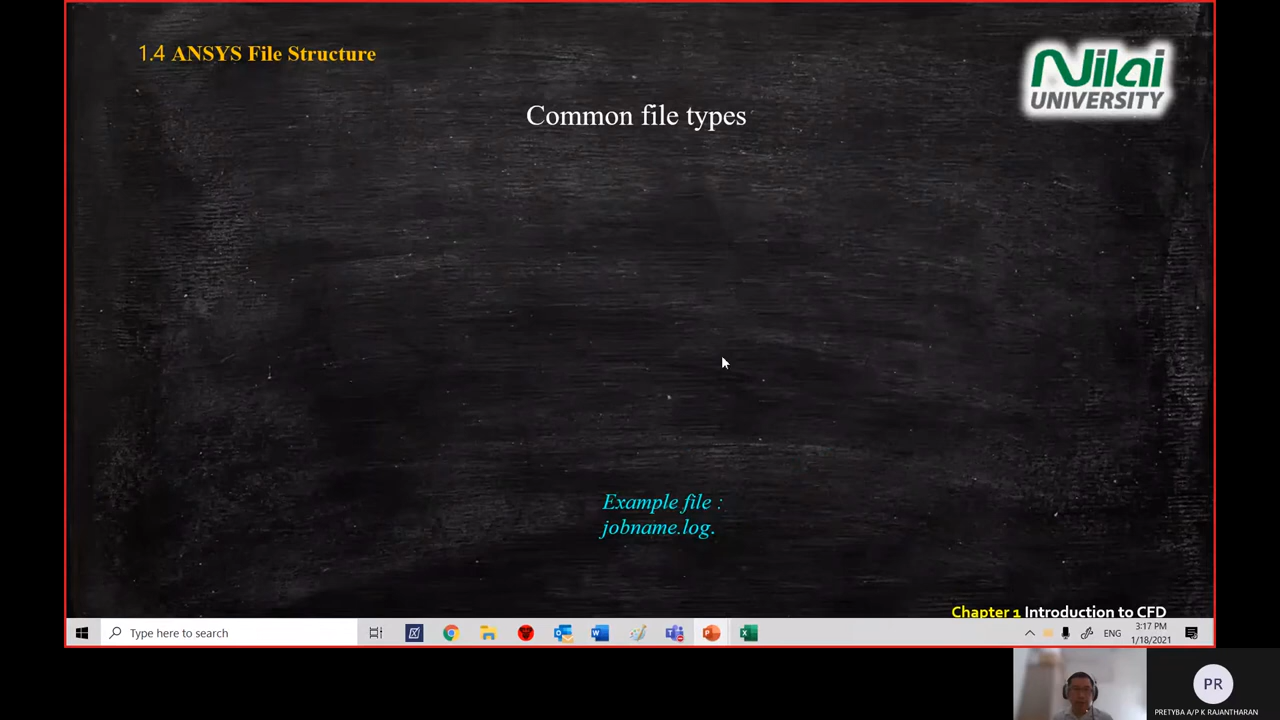 1.4 ANSYS File Structure
Nilai
UNIVERSITY
Common file types
Example file :
jobname.log.
Chapter 1 Introduction to CFD
Type here to search
ENG
3:17 PM
1/18/2021
PR
PRETYBA A/P K RAJANTHARAN